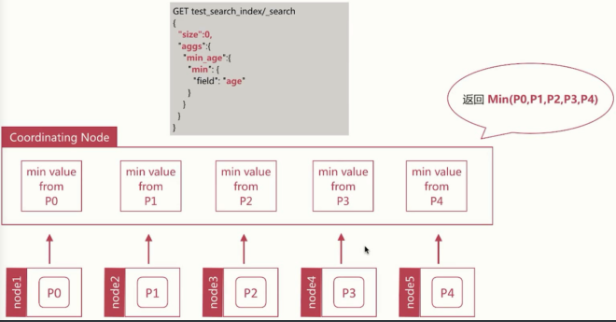 GET test_search_index/_search
{
"size":0,
"aggs":{
"min_age":{
"min": {
"field": "age"
}
}
}
}
返回 Min(P0,P1,P2,P3,P4)
Coordinating Node
min value
from
P0
min value
from
P1
min value
from
P2
min value
from
P3
min value
from
P4
node1
P0
node2
P1
node3
P2
node4
P3
node5
P4